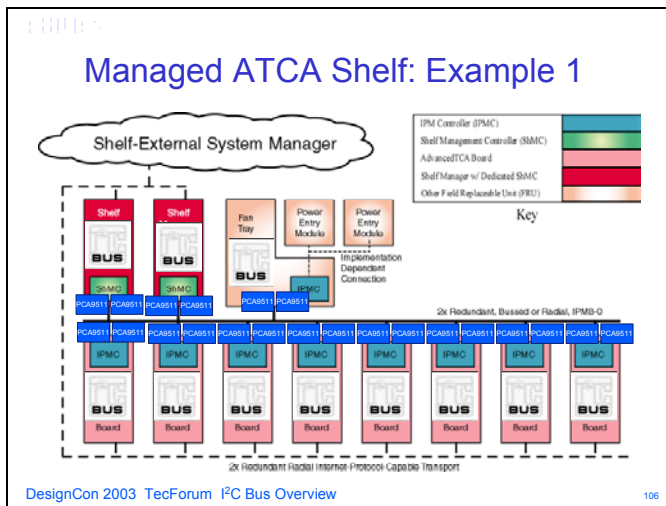 Managed ATCA Shelf: Example 1
Shelf-External System Manager
IPM Controller (IPMC)
Shelf Management Controller (ShMC)
AdvancedTCA Board
Shelf Manager w/ Dedicated ShMC
Other Field Replaceable Unit (FRU)
Key
Shelf
Shelf
Fan
Tray
Power
Entry
Module
Power
Entry
Module
BUS
BUS
BUS
Implementation
Dependent
Connection
ShMC
ShMC
IPMC
PCA9511 PCA9511 PCA9511 PCA9511 PCA9511 PCA9511
2x Redundant, Bussed or Radial, IPMB-0
PCA9511 PCA9511 PCA9511 PCA9511 PCA9511 PCA9511 PCA9511 PCA9511 PCA9511 PCA9511 PCA9511 PCA9511 PCA9511 PCA9511
IPMC IPMC IPMC IPMC IPMC IPMC IPMC
BUS BUS BUS BUS BUS BUS BUS
Board Board Board Board Board Board Board
2x Redundant Radial Internet-Protocol-Capable Transport
DesignCon 2003 TecForum I²C Bus Overview
106